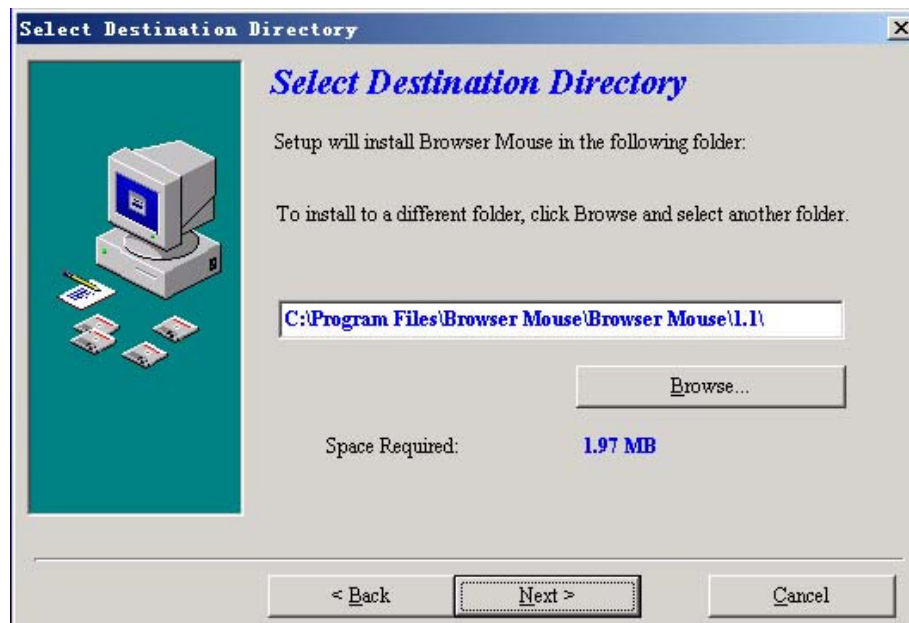 Select Destination Directory
Select Destination Directory
Setup will install Browser Mouse in the following folder:
To install to a different folder, click Browse and select another folder.
C:\Program Files\Browser Mouse\Browser Mouse\1.1\
Browse...
Space Required: 1.97 MB
< Back Next > Cancel